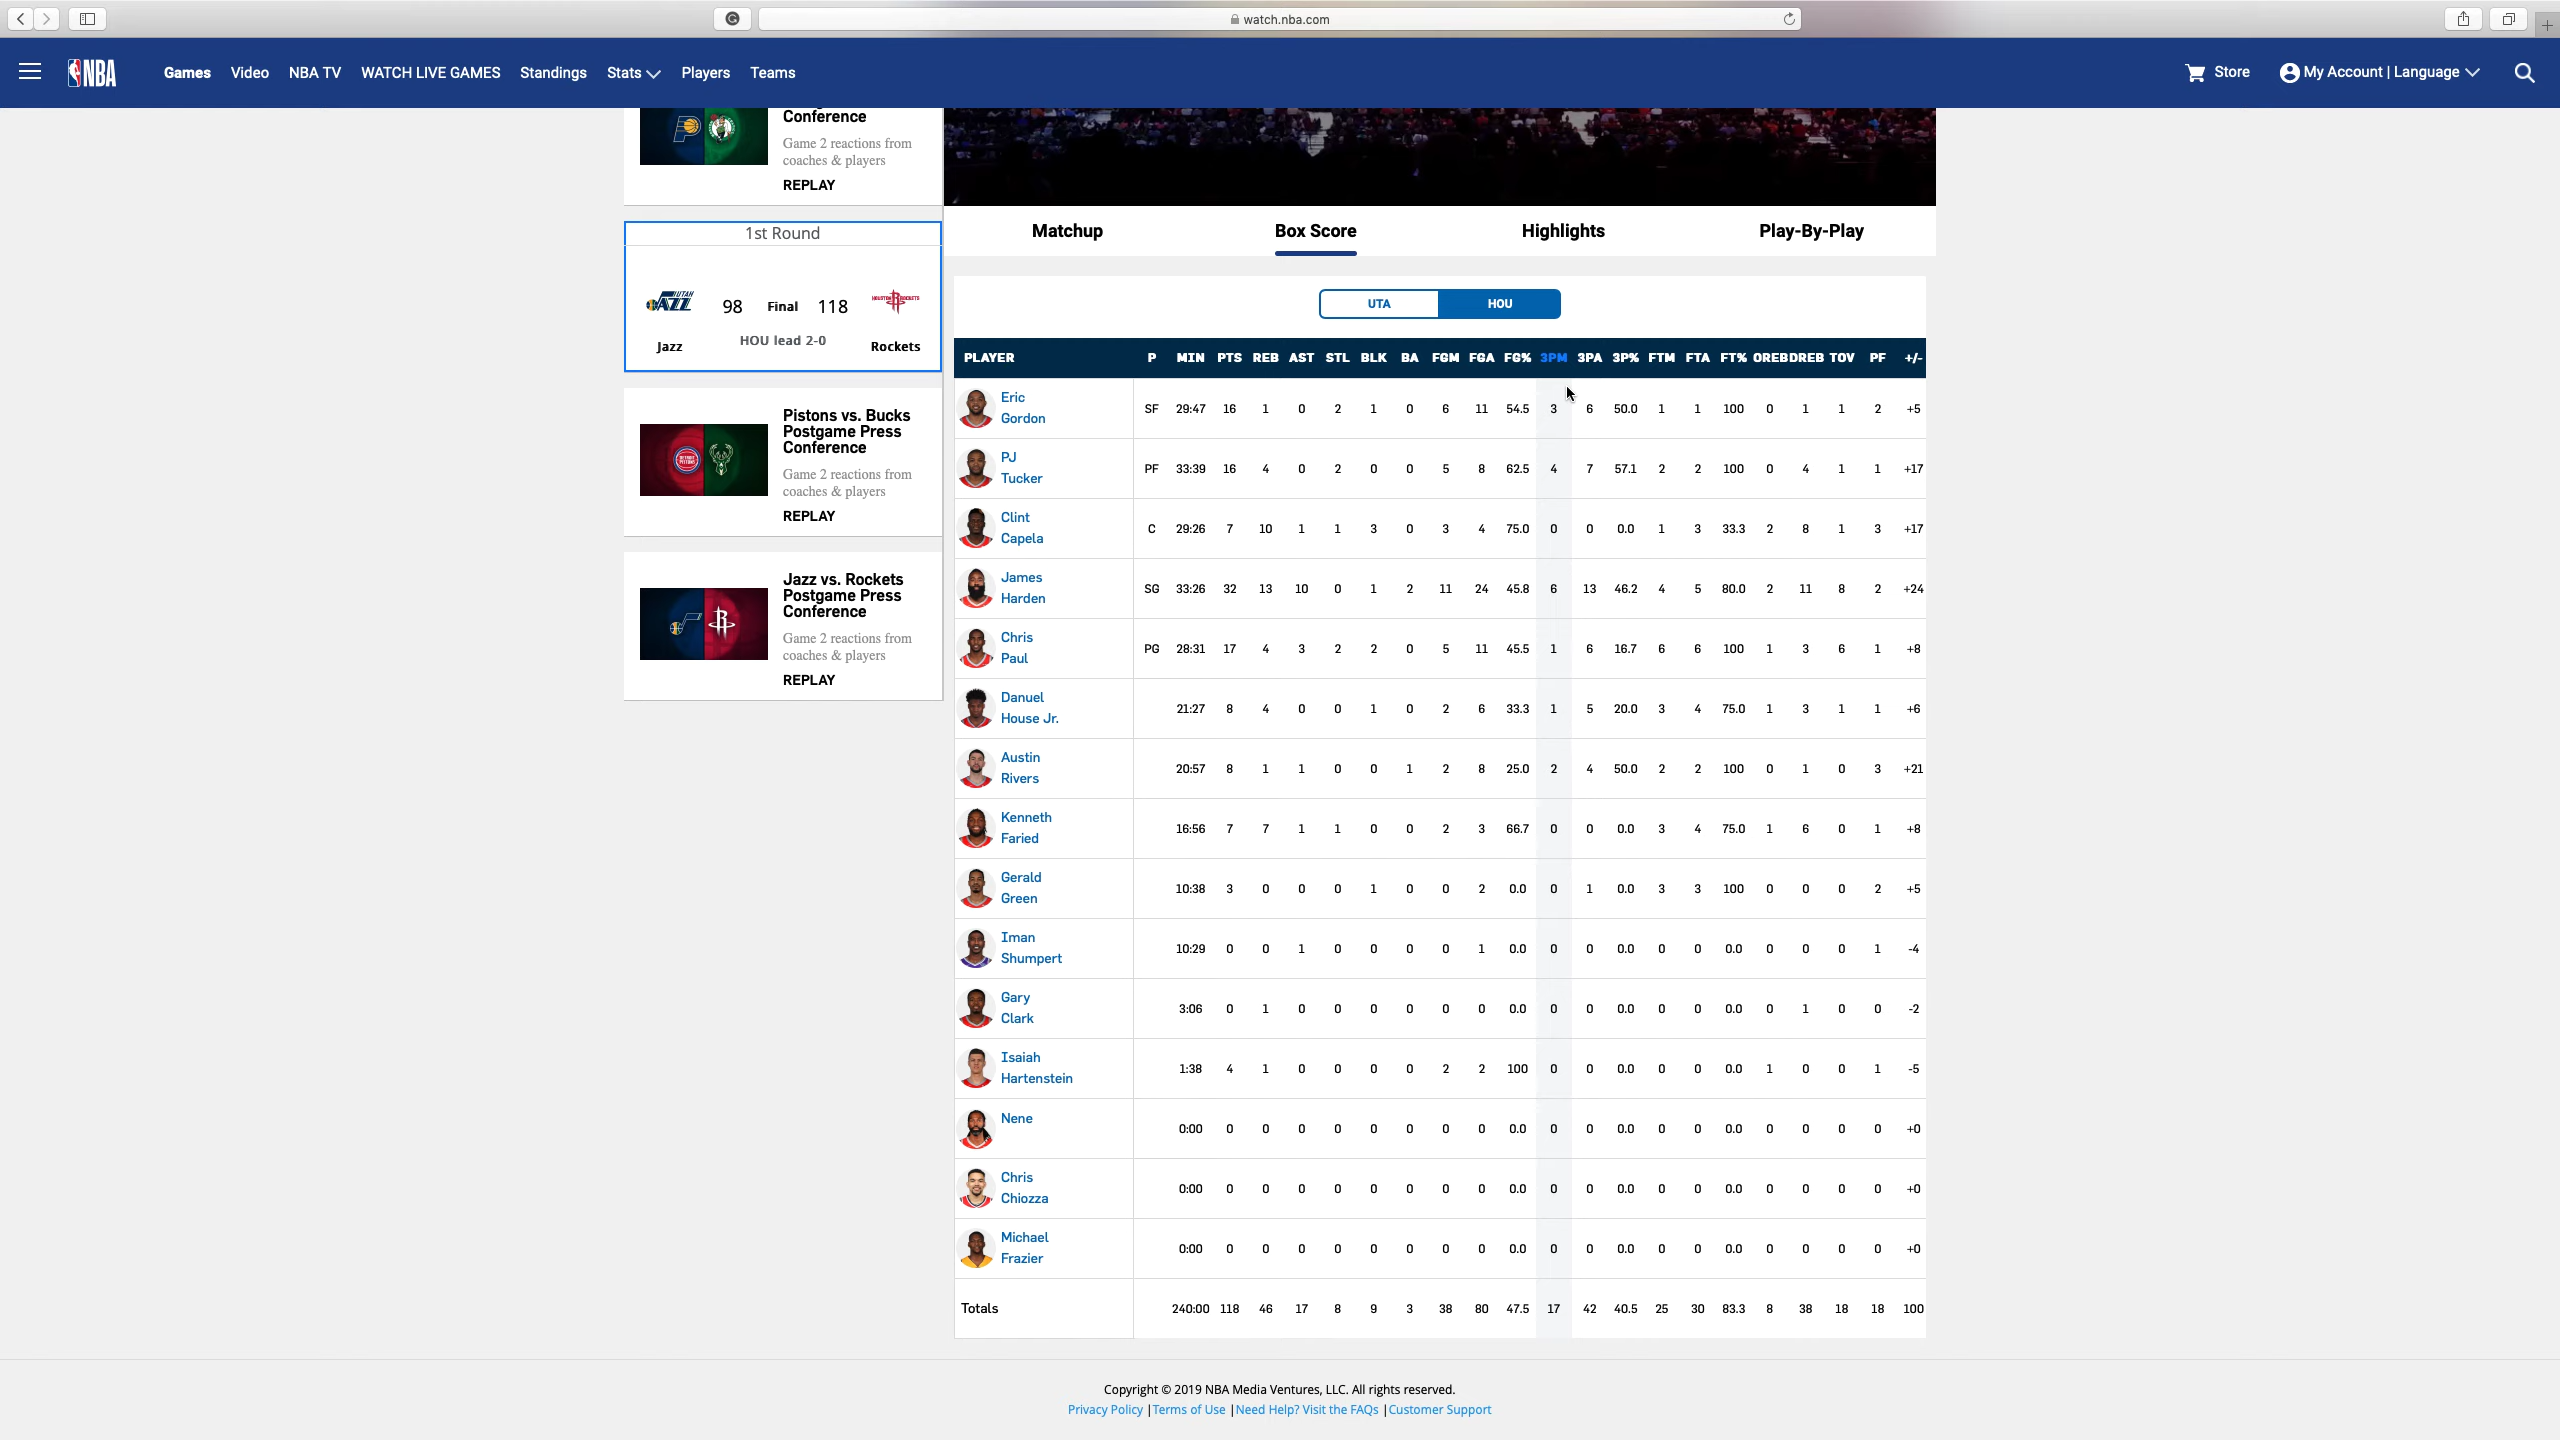 watch.nba.com
NBA Games Video NBA TV WATCH LIVE GAMES Standings Stats Players Teams Store My Account | Language
Conference
Game 2 reactions from
coaches & players
REPLAY
1st Round
UTAH
JAZZ 98 Final 118 HOUSTON ROCKETS
HOU lead 2-0
Jazz Rockets
Pistons vs. Bucks
Postgame Press
Conference
Game 2 reactions from
coaches & players
REPLAY
Jazz vs. Rockets
Postgame Press
Conference
Game 2 reactions from
coaches & players
REPLAY
Matchup Box Score Highlights Play-By-Play
UTA HOU
PLAYER P MIN PTS REB AST STL BLK BA FGM FGA FG% 3PM 3PA 3P% FTM FTA FT% OREB DREB TOV PF +/-
Eric
Gordon SF 29:47 16 1 0 2 1 0 6 11 54.5 3 6 50.0 1 1 100 0 1 1 2 +5
PJ
Tucker PF 33:39 16 4 0 2 0 0 5 8 62.5 4 7 57.1 2 2 100 0 4 1 1 +17
Clint
Capela C 29:26 7 10 1 1 3 0 3 4 75.0 0 0 0.0 1 3 33.3 2 8 1 3 +17
James
Harden SG 33:26 32 13 10 0 1 2 11 24 45.8 6 13 46.2 4 5 80.0 2 11 8 2 +24
Chris
Paul PG 28:31 17 4 3 2 2 0 5 11 45.5 1 6 16.7 6 6 100 1 3 6 1 +8
Danuel
House Jr. 21:27 8 4 0 0 1 0 2 6 33.3 1 5 20.0 3 4 75.0 1 3 1 1 +6
Austin
Rivers 20:57 8 1 1 0 0 1 2 8 25.0 2 4 50.0 2 2 100 0 1 0 3 +21
Kenneth
Faried 16:56 7 7 1 1 0 0 2 3 66.7 0 0 0.0 3 4 75.0 1 6 0 1 +8
Gerald
Green 10:38 3 0 0 0 1 0 0 2 0.0 0 1 0.0 3 3 100 0 0 0 2 +5
Iman
Shumpert 10:29 0 0 1 0 0 0 0 1 0.0 0 0 0.0 0 0 0.0 0 0 0 1 -4
Gary
Clark 3:06 0 1 0 0 0 0 0 0 0.0 0 0 0.0 0 0 0.0 0 1 0 0 -2
Isaiah
Hartenstein 1:38 4 1 0 0 0 0 2 2 100 0 0 0.0 0 0 0.0 1 0 0 1 -5
Nene 0:00 0 0 0 0 0 0 0 0 0.0 0 0 0.0 0 0 0.0 0 0 0 0 +0
Chris
Chiozza 0:00 0 0 0 0 0 0 0 0 0.0 0 0 0.0 0 0 0.0 0 0 0 0 +0
Michael
Frazier 0:00 0 0 0 0 0 0 0 0 0.0 0 0 0.0 0 0 0.0 0 0 0 0 +0
Totals 240:00 118 46 17 8 9 3 38 80 47.5 17 42 40.5 25 30 83.3 8 38 18 18 100
Copyright © 2019 NBA Media Ventures, LLC. All rights reserved.
Privacy Policy |Terms of Use |Need Help? Visit the FAQs |Customer Support